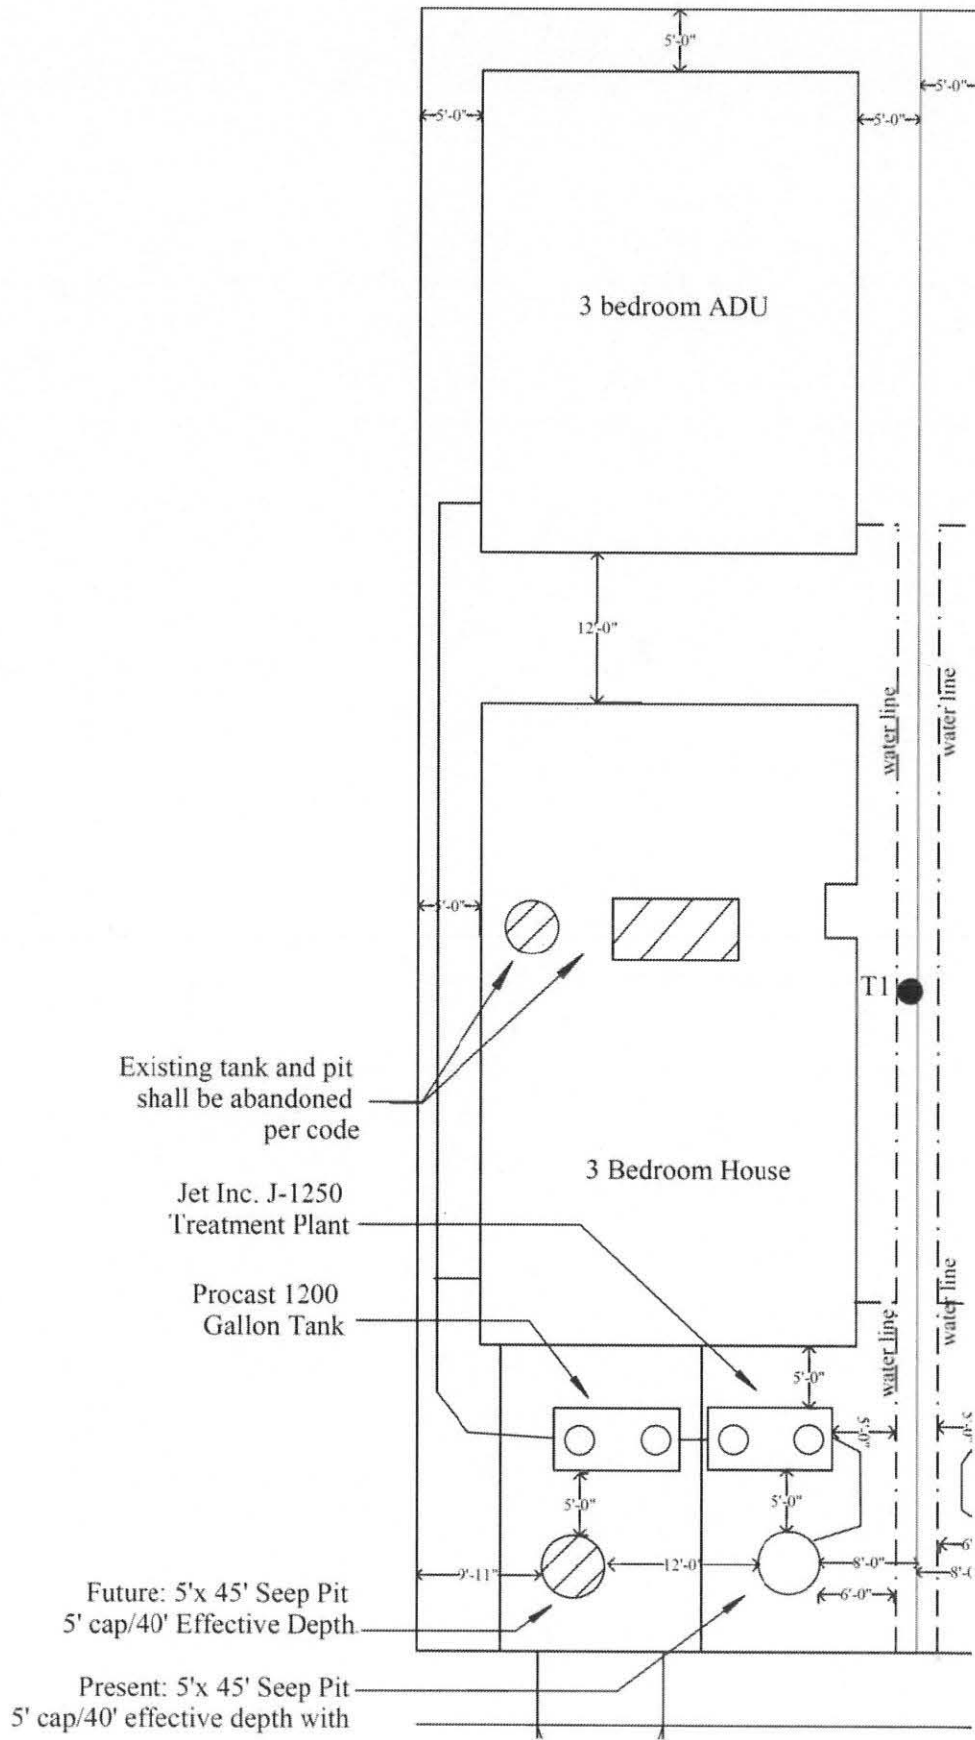 5'-0"
5'-0"
5'-0"
5'-0"
3 bedroom ADU
12'-0"
water line
water line
5'-0"
T1
Existing tank and pit
shall be abandoned
per code
3 Bedroom House
Jet Inc. J-1250
Treatment Plant
Procast 1200
Gallon Tank
water line
water line
5'-0"
5'-0"
5'-0"
5'-0"
5'-0"
9'-11"
12'-0"
8'-0"
6'-0"
Future: 5'x 45' Seep Pit
5' cap/40' Effective Depth
Present: 5'x 45' Seep Pit
5' cap/40' effective depth with